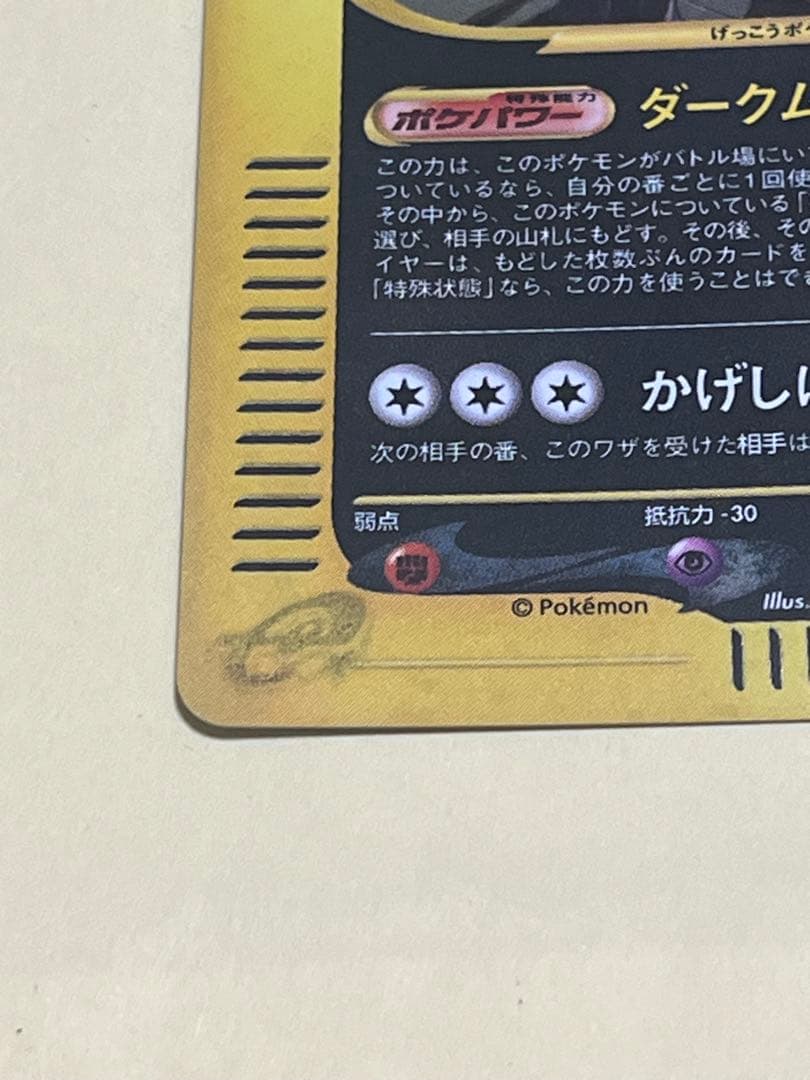 げっこうポケ
特殊能力
ポケパワー ダークム
この力は、このポケモンがバトル場にい
ついているなら、自分の番ごとに1回使
その中から、このポケモンについている「
選び、相手の山札にもどす。その後、その
イヤーは、もどした枚数ぶんのカードを
「特殊状態」なら、この力を使うことはでき
かげしば
次の相手の番、このワザを受けた相手は
弱点 抵抗力 -30
© Pokémon Illus.